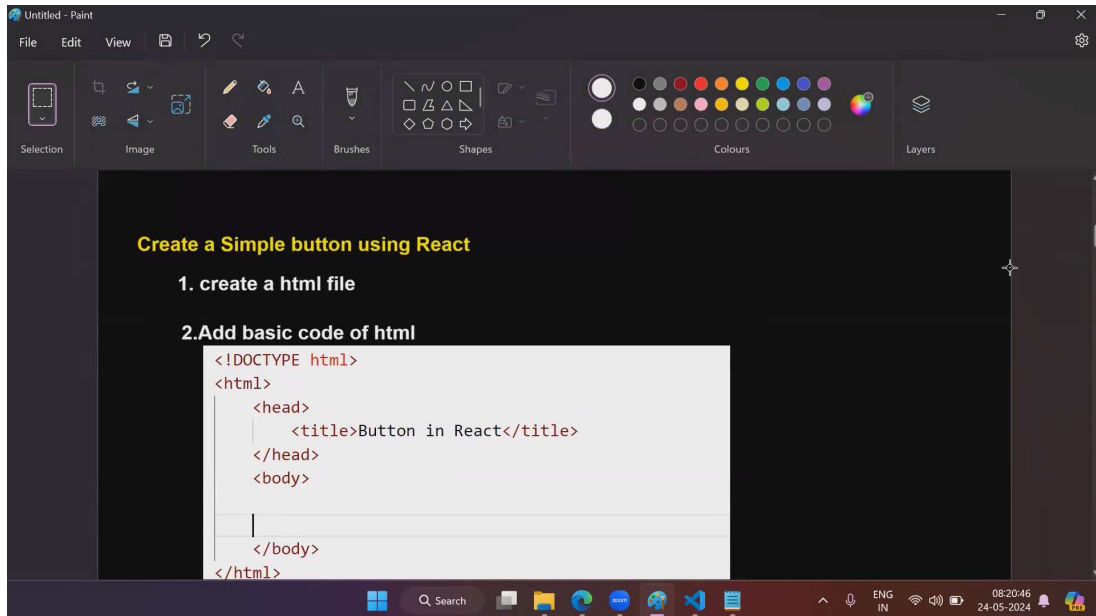 Untitled - Paint
File Edit View
Selection
Image
Tools
Brushes
Shapes
Colours
Layers
Create a Simple button using React
1. create a html file
2.Add basic code of html
<!DOCTYPE html>
<html>
<head>
<title>Button in React</title>
</head>
<body>
</body>
</html>
Search
zoom
ENG
IN
08:20:46
24-05-2024
PRE